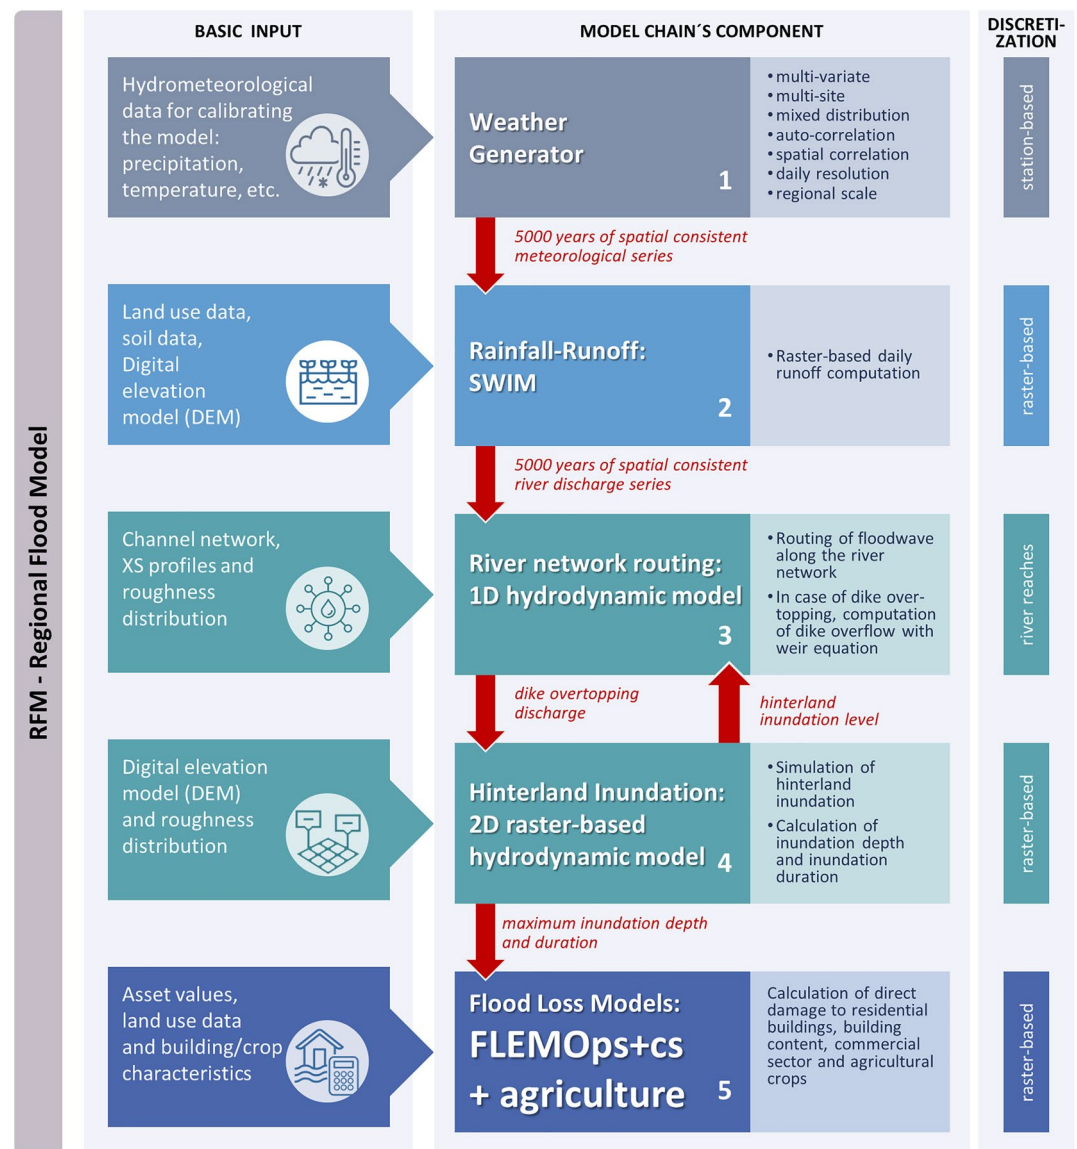 BASIC INPUT
MODEL CHAIN´S COMPONENT
DISCRETI-
ZATION
RFM - Regional Flood Model
Hydrometeorological
data for calibrating
the model:
precipitation,
temperature, etc.
Weather
Generator
1
• multi-variate
• multi-site
• mixed distribution
• auto-correlation
• spatial correlation
• daily resolution
• regional scale
station-based
5000 years of spatial consistent
meteorological series
Land use data,
soil data,
Digital
elevation
model (DEM)
Rainfall-Runoff:
SWIM
2
• Raster-based daily
runoff computation
raster-based
5000 years of spatial consistent
river discharge series
Channel network,
XS profiles and
roughness
distribution
River network routing:
1D hydrodynamic model
3
• Routing of floodwave
along the river
network
• In case of dike over-
topping, computation
of dike overflow with
weir equation
river reaches
dike overtopping
discharge
hinterland
inundation level
Digital elevation
model (DEM)
and roughness
distribution
Hinterland Inundation:
2D raster-based
hydrodynamic model
4
• Simulation of
hinterland
inundation
• Calculation of
inundation depth
and inundation
duration
raster-based
maximum inundation depth
and duration
Asset values,
land use data
and building/crop
characteristics
Flood Loss Models:
FLEMOps+cs
+ agriculture
5
Calculation of direct
damage to residential
buildings, building
content, commercial
sector and agricultural
crops
raster-based